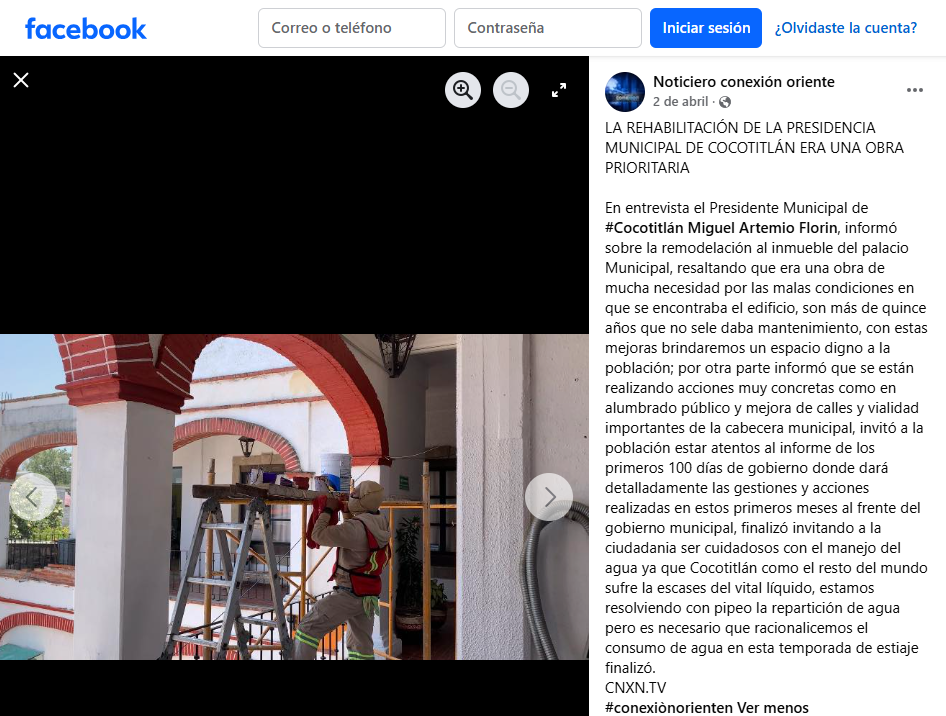 facebook
Correo o teléfono
Contraseña
Iniciar sesión
¿Olvidaste la cuenta?
Noticiero conexión oriente
2 de abril ·
LA REHABILITACIÓN DE LA PRESIDENCIA
MUNICIPAL DE COCOTITLÁN ERA UNA OBRA
PRIORITARIA
En entrevista el Presidente Municipal de
#Cocotitlán Miguel Artemio Florin, informó
sobre la remodelación al inmueble del palacio
Municipal, resaltando que era una obra de
mucha necesidad por las malas condiciones en
que se encontraba el edificio, son más de quince
años que no sele daba mantenimiento, con estas
mejoras brindaremos un espacio digno a la
población; por otra parte informó que se están
realizando acciones muy concretas como en
alumbrado público y mejora de calles y vialidad
importantes de la cabecera municipal, invitó a la
población estar atentos al informe de los
primeros 100 días de gobierno donde dará
detalladamente las gestiones y acciones
realizadas en estos primeros meses al frente del
gobierno municipal, finalizó invitando a la
ciudadania ser cuidadosos con el manejo del
agua ya que Cocotitlán como el resto del mundo
sufre la escases del vital líquido, estamos
resolviendo con pipeo la repartición de agua
pero es necesario que racionalicemos el
consumo de agua en esta temporada de estiaje
finalizó.
CNXN.TV
#conexiònorienten Ver menos